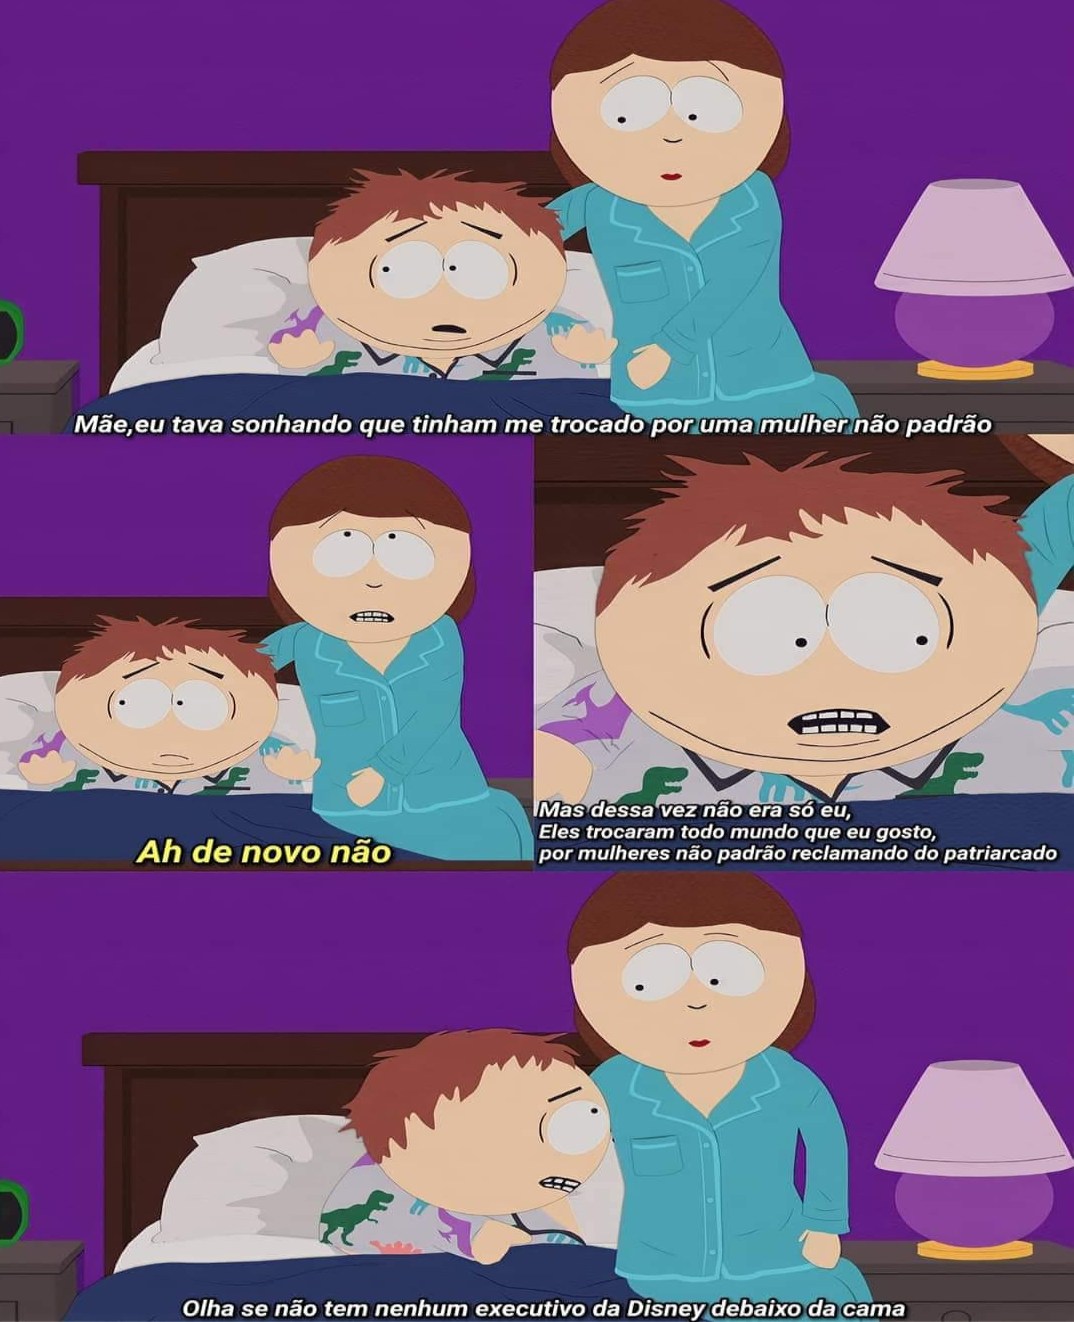 Mãe,eu tava sonhando que tinham me trocado por uma mulher não padrão
Ah de novo não
Mas dessa vez não era só eu,
Eles trocaram todo mundo que eu gosto,
por mulheres não padrão reclamando do patriarcado
Olha se não tem nenhum executivo da Disney debaixo da cama